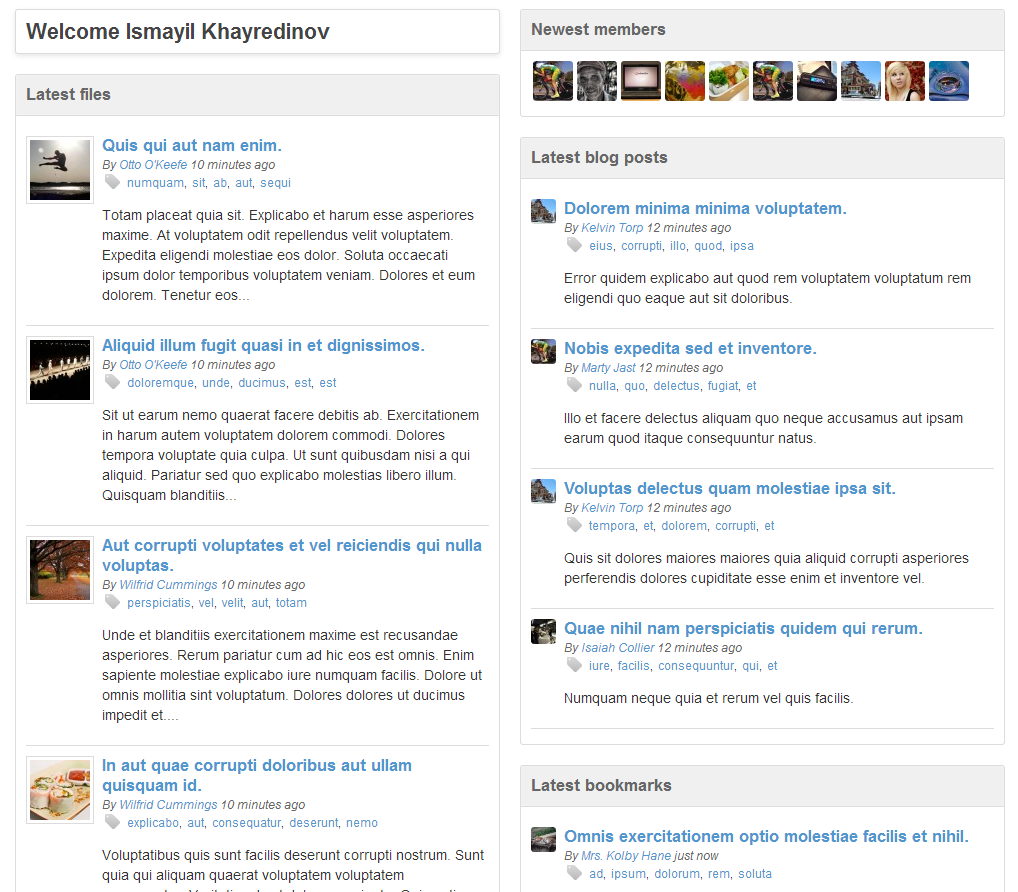 Welcome Ismayil Khayredinov
Latest files
Quis qui aut nam enim.
By Otto O'Keefe 10 minutes ago
numquam, sit, ab, aut, sequi
Totam placeat quia sit. Explicabo et harum esse asperiores
maxime. At voluptatem odit repellendus velit voluptatem.
Expedita eligendi molestiae eos dolor. Soluta occaecati
ipsum dolor temporibus voluptatem veniam. Dolores et eum
dolorem. Tenetur eos...
Aliquid illum fugit quasi in et dignissimos.
By Otto O'Keefe 10 minutes ago
doloremque, unde, ducimus, est, est
Sit ut earum nemo quaerat facere debitis ab. Exercitationem
in harum autem voluptatem dolorem commodi. Dolores
tempora voluptate quia culpa. Ut sunt quibusdam nisi a qui
aliquid. Pariatur sed quo explicabo molestias libero illum.
Quisquam blanditiis...
Aut corrupti voluptates et vel reiciendis qui nulla
voluptas.
By Wilfrid Cummings 10 minutes ago
perspiciatis, vel, velit, aut, totam
Unde et blanditiis exercitationem maxime est recusandae
asperiores. Rerum pariatur cum ad hic eos est omnis. Enim
sapiente molestiae explicabo iure numquam facilis. Dolore ut
omnis mollitia sint voluptatum. Dolores dolores ut ducimus
impedit et....
In aut quae corrupti doloribus aut ullam
quisquam id.
By Wilfrid Cummings 10 minutes ago
explicabo, aut, consequatur, deserunt, nemo
Voluptatibus quis sunt facilis deserunt corrupti nostrum. Sunt
quia qui aliquam quaerat voluptatem voluptatem
Newest members
Latest blog posts
Dolorem minima minima voluptatem.
By Kelvin Torp 12 minutes ago
eius, corrupti, illo, quod, ipsa
Error quidem explicabo aut quod rem voluptatem voluptatum rem
eligendi quo eaque aut sit doloribus.
Nobis expedita sed et inventore.
By Marty Jast 12 minutes ago
nulla, quo, delectus, fugiat, et
Illo et facere delectus aliquam quo neque accusamus aut ipsam
earum quod itaque consequuntur natus.
Voluptas delectus quam molestiae ipsa sit.
By Kelvin Torp 12 minutes ago
tempora, et, dolorem, corrupti, et
Quis sit dolores maiores maiores quia aliquid corrupti asperiores
perferendis dolores cupiditate esse enim et inventore vel.
Quae nihil nam perspiciatis quidem qui rerum.
By Isaiah Collier 12 minutes ago
iure, facilis, consequuntur, qui, et
Numquam neque quia et rerum vel quis facilis.
Latest bookmarks
Omnis exercitationem optio molestiae facilis et nihil.
By Mrs. Kolby Hane just now
ad, ipsum, dolorum, rem, soluta